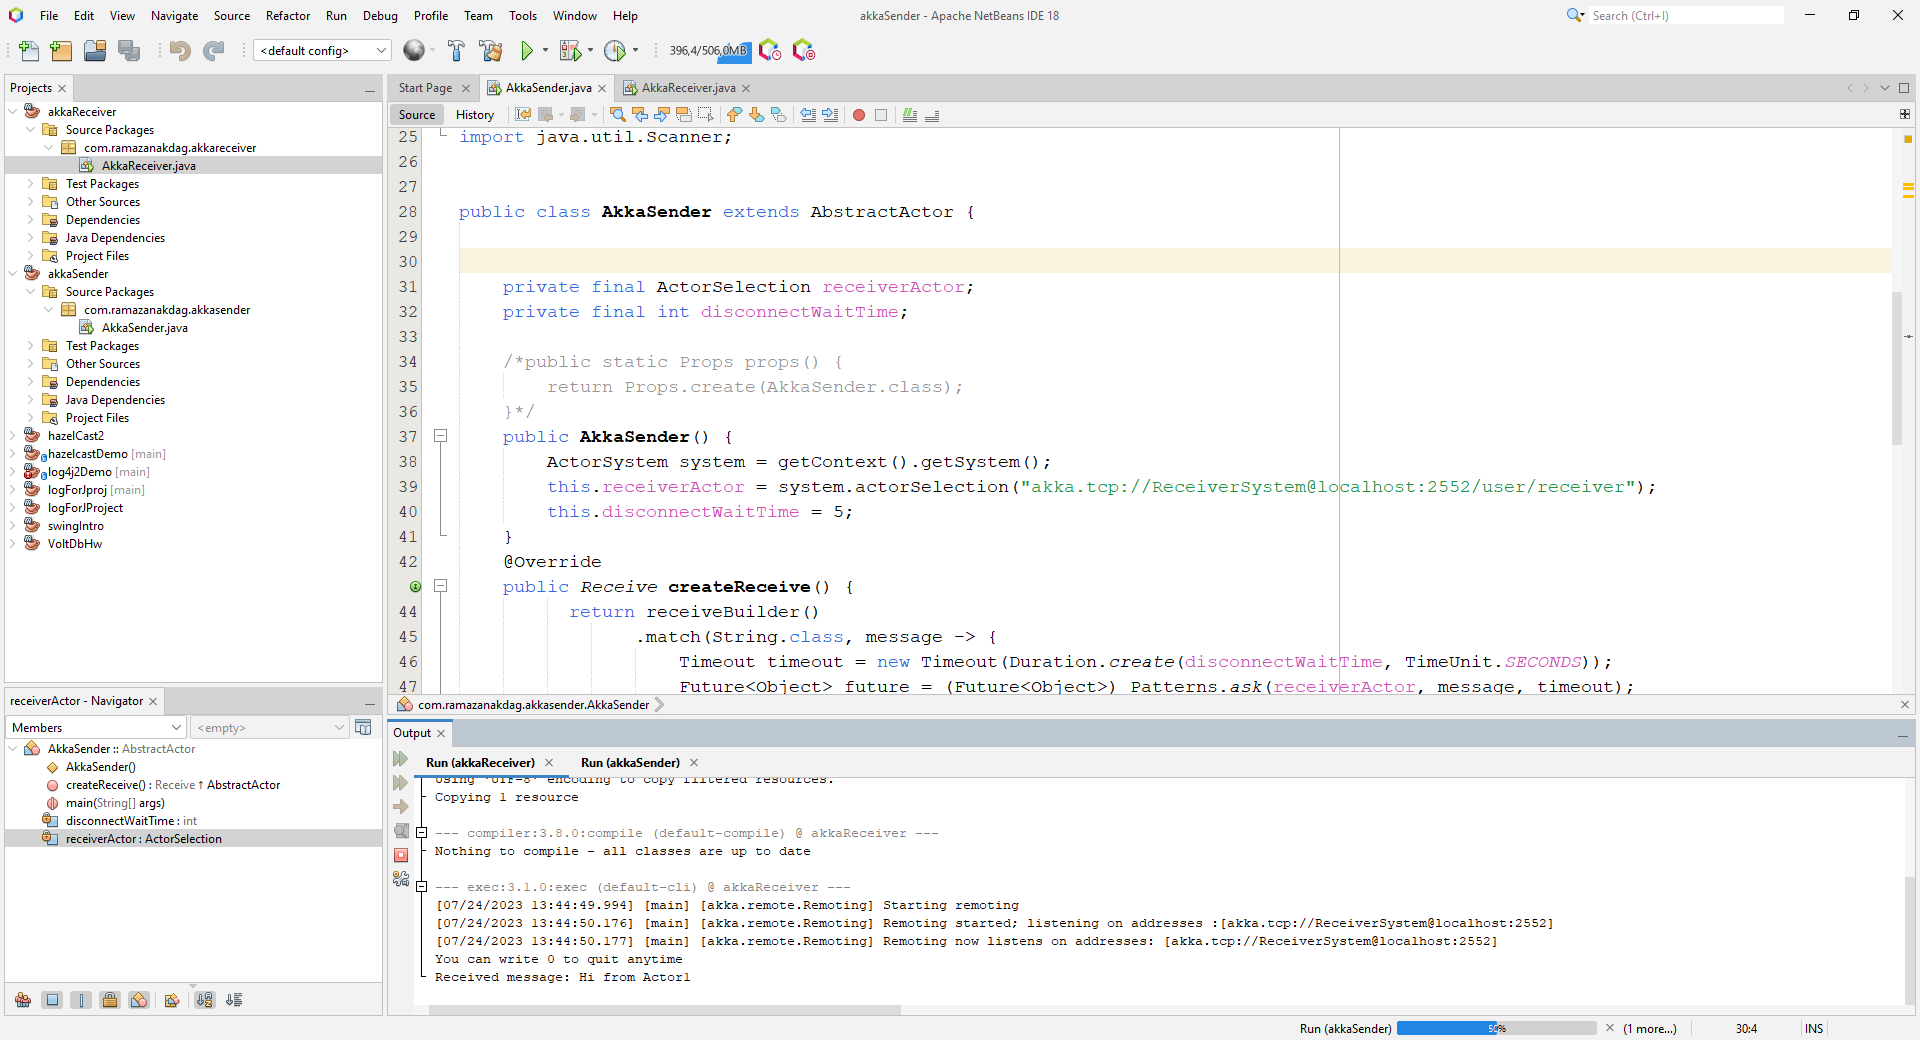 File Edit View Navigate Source Refactor Run Debug Profile Team Tools Window Help
akkaSender - Apache NetBeans IDE 18
Search (Ctrl+I)
<default config>
396,4/506,0MB
Projects
akkaReceiver
Source Packages
com.ramazanakdag.akkareceiver
AkkaReceiver.java
Test Packages
Other Sources
Dependencies
Java Dependencies
Project Files
akkaSender
Source Packages
com.ramazanakdag.akkasender
AkkaSender.java
Test Packages
Other Sources
Dependencies
Java Dependencies
Project Files
hazelCast2
hazelcastDemo [main]
log4j2Demo [main]
logForJproj [main]
logForJProject
swingIntro
VoltDbHw
receiverActor - Navigator
Members
<empty>
AkkaSender :: AbstractActor
AkkaSender()
createReceive() : Receive ↑ AbstractActor
main(String[] args)
disconnectWaitTime : int
receiverActor : ActorSelection
Start Page AkkaSender.java AkkaReceiver.java
Source History
25 import java.util.Scanner;
26
27
28 public class AkkaSender extends AbstractActor {
29
30
31 private final ActorSelection receiverActor;
32 private final int disconnectWaitTime;
33
34 /*public static Props props() {
35 return Props.create(AkkaSender.class);
36 }*/
37 public AkkaSender() {
38 ActorSystem system = getContext().getSystem();
39 this.receiverActor = system.actorSelection("akka.tcp://ReceiverSystem@localhost:2552/user/receiver");
40 this.disconnectWaitTime = 5;
41 }
42 @Override
public Receive createReceive() {
44 return receiveBuilder()
45 .match(String.class, message -> {
46 Timeout timeout = new Timeout(Duration.create(disconnectWaitTime, TimeUnit.SECONDS));
47 Future<Object> future = (Future<Object>) Patterns.ask(receiverActor, message, timeout);
com.ramazanakdag.akkasender.AkkaSender
Output
Run (akkaReceiver) Run (akkaSender)
Using 'UTF-8' encoding to copy filtered resources.
Copying 1 resource
--- compiler:3.8.0:compile (default-compile) @ akkaReceiver ---
Nothing to compile - all classes are up to date
--- exec:3.1.0:exec (default-cli) @ akkaReceiver ---
[07/24/2023 13:44:49.994] [main] [akka.remote.Remoting] Starting remoting
[07/24/2023 13:44:50.176] [main] [akka.remote.Remoting] Remoting started; listening on addresses :[akka.tcp://ReceiverSystem@localhost:2552]
[07/24/2023 13:44:50.177] [main] [akka.remote.Remoting] Remoting now listens on addresses: [akka.tcp://ReceiverSystem@localhost:2552]
You can write 0 to quit anytime
Received message: Hi from Actor1
Run (akkaSender) 50% (1 more...) 30:4 INS